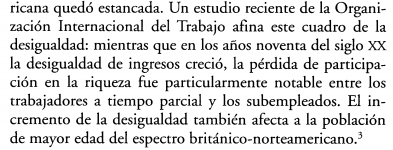 ricana quedó estancada. Un estudio reciente de la Organi-
zación Internacional del Trabajo afina este cuadro de la
desigualdad: mientras que en los años noventa del siglo XX
la desigualdad de ingresos creció, la pérdida de participa-
ción en la riqueza fue particularmente notable entre los
trabajadores a tiempo parcial y los subempleados. El in-
cremento de la desigualdad también afecta a la población
de mayor edad del espectro británico-norteamericano.³